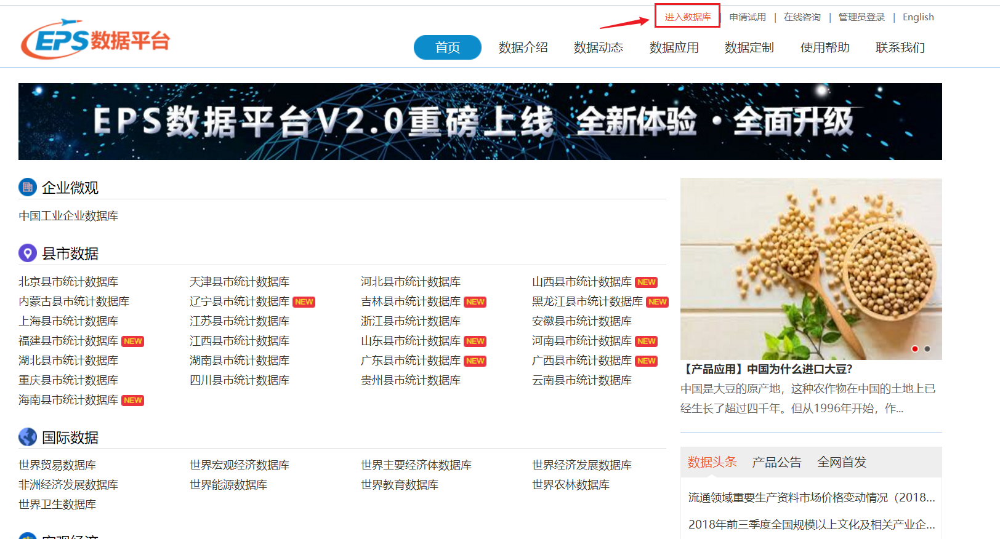 进入数据库 | 申请试用 | 在线咨询 | 管理员登录 | English
EPS数据平台
首页 数据介绍 数据动态 数据应用 数据定制 使用帮助 联系我们
EPS数据平台V2.0重磅上线 全新体验·全面升级
企业微观
中国工业企业数据库
县市数据
北京县市统计数据库 天津县市统计数据库 河北县市统计数据库 山西县市统计数据库 NEW
内蒙古县市统计数据库 辽宁县市统计数据库 NEW 吉林县市统计数据库 NEW 黑龙江县市统计数据库 NEW
上海县市统计数据库 江苏县市统计数据库 浙江县市统计数据库 安徽县市统计数据库
福建县市统计数据库 NEW 江西县市统计数据库 山东县市统计数据库 NEW 河南县市统计数据库 NEW
湖北县市统计数据库 湖南县市统计数据库 广东县市统计数据库 NEW 广西县市统计数据库 NEW
重庆县市统计数据库 四川县市统计数据库 贵州县市统计数据库 云南县市统计数据库
海南县市统计数据库 NEW
国际数据
世界贸易数据库 世界宏观经济数据库 世界主要经济体数据库 世界经济发展数据库
非洲经济发展数据库 世界能源数据库 世界教育数据库 世界农林数据库
世界卫生数据库
宏观经济
【产品应用】中国为什么进口大豆?
中国是大豆的原产地，这种农作物在中国的土地上已
经生长了超过四千年。但从1996年开始，作...
数据头条 产品公告 全网首发
流通领域重要生产资料市场价格变动情况（2018...
2018年前三季度全国规模以上文化及相关产业企...